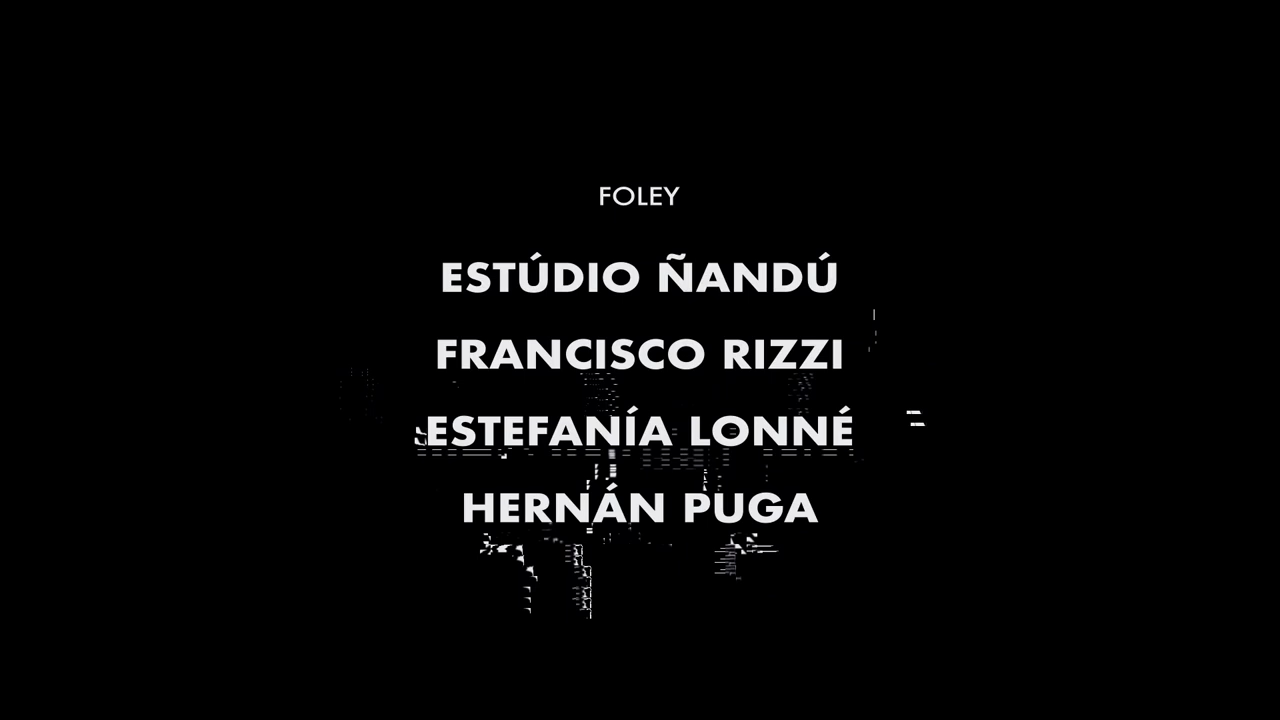 FOLEY
ESTÚDIO ÑANDÚ
FRANCISCO RIZZI
ESTEFANÍA LONNÉ
HERNÁN PUGA